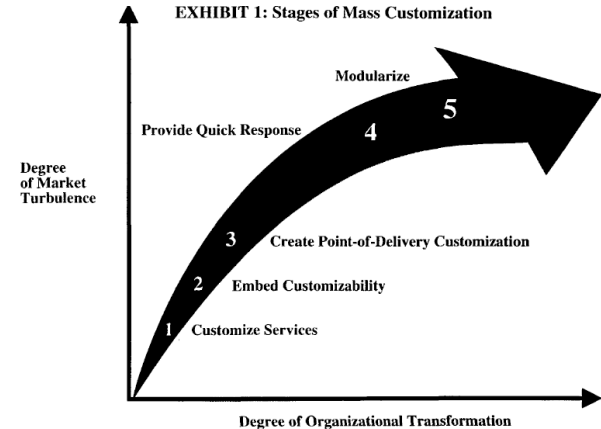 EXHIBIT 1: Stages of Mass Customization
Modularize
5
Provide Quick Response
4
Degree
of Market
Turbulence
3
Create Point-of-Delivery Customization
2
Embed Customizability
1
Customize Services
Degree of Organizational Transformation